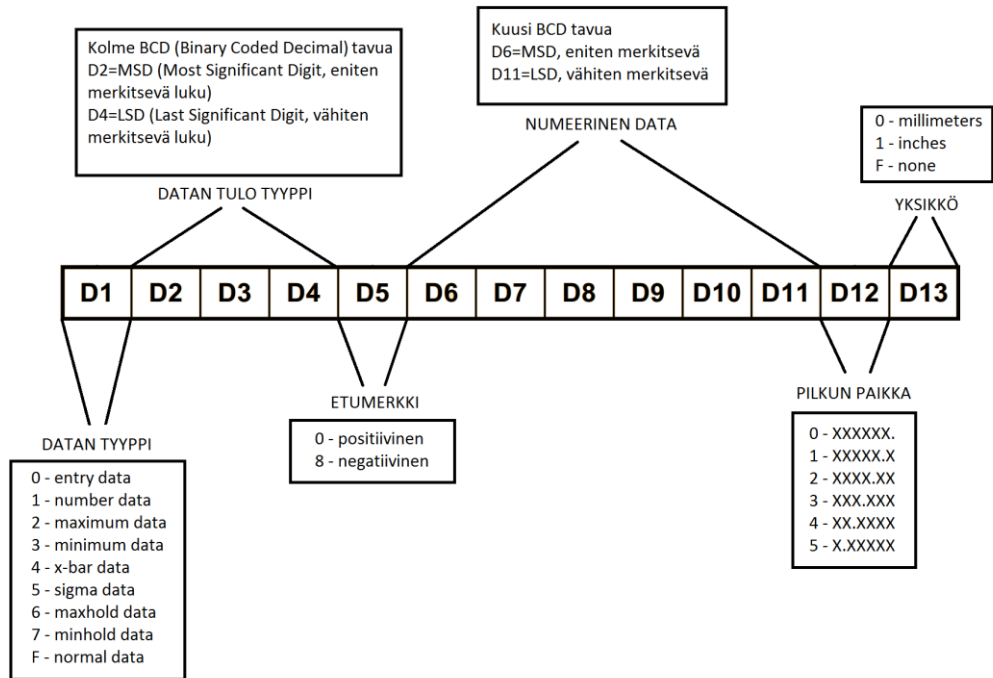 Kolme BCD (Binary Coded Decimal) tavua
D2=MSD (Most Significant Digit, eniten
merkitsevä luku)
D4=LSD (Last Significant Digit, vähiten
merkitsevä luku)
DATAN TULO TYYPPI
Kuusi BCD tavua
D6=MSD, eniten merkitsevä
D11=LSD, vähiten merkitsevä
NUMEERINEN DATA
0 - millimeters
1 - inches
F - none
YKSIKKÖ
D1 D2 D3 D4 D5 D6 D7 D8 D9 D10 D11 D12 D13
DATAN TYYPPI
0 - entry data
1 - number data
2 - maximum data
3 - minimum data
4 - x-bar data
5 - sigma data
6 - maxhold data
7 - minhold data
F - normal data
ETUMERKKI
0 - positiivinen
8 - negatiivinen
PILKUN PAIKKA
0 - XXXXXX.
1 - XXXXX.X
2 - XXXX.XX
3 - XXX.XXX
4 - XX.XXXX
5 - X.XXXXX